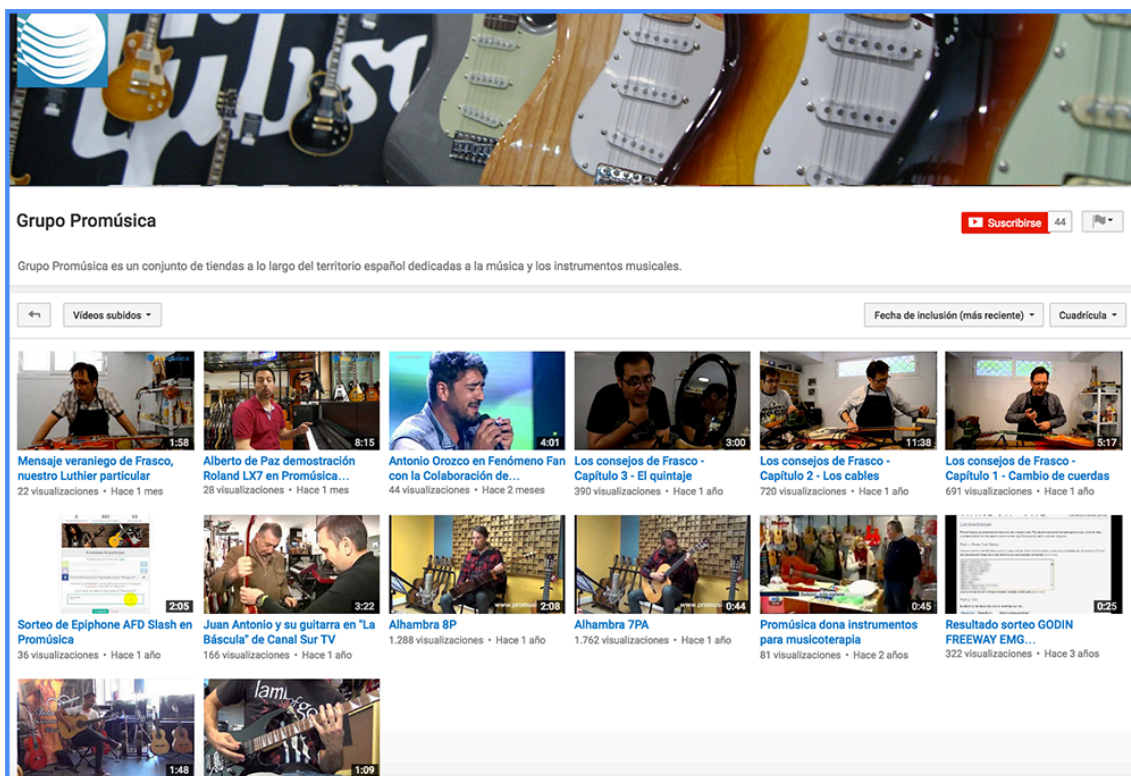 Gibso
Grupo Promúsica
Suscribirse 44
Grupo Promúsica es un conjunto de tiendas a lo largo del territorio español dedicadas a la música y los instrumentos musicales.
Vídeos subidos
Fecha de inclusión (más reciente)
Cuadrícula
1:58
8:15
4:01
3:00
11:38
5:17
Mensaje veraniego de Frasco,
nuestro Luthier particular
22 visualizaciones • Hace 1 mes
Alberto de Paz demostración
Roland LX7 en Promúsica...
28 visualizaciones • Hace 1 mes
Antonio Orozco en Fenómeno Fan
con la Colaboración de...
44 visualizaciones • Hace 2 meses
Los consejos de Frasco -
Capítulo 3 - El quintaje
390 visualizaciones • Hace 1 año
Los consejos de Frasco -
Capítulo 2 - Los cables
720 visualizaciones • Hace 1 año
Los consejos de Frasco -
Capítulo 1 - Cambio de cuerdas
691 visualizaciones • Hace 1 año
2:05
3:22
www.promus
2:08
www.promu
0:44
0:45
0:25
Sorteo de Epiphone AFD Slash en
Promúsica
36 visualizaciones • Hace 1 año
Juan Antonio y su guitarra en "La
Báscula" de Canal Sur TV
166 visualizaciones • Hace 1 año
Alhambra 8P
1.288 visualizaciones • Hace 1 año
Alhambra 7PA
1.762 visualizaciones • Hace 1 año
Promúsica dona instrumentos
para musicoterapia
81 visualizaciones • Hace 2 años
Resultado sorteo GODIN
FREEWAY EMG...
322 visualizaciones • Hace 3 años
lamb of go
1:48
1:09